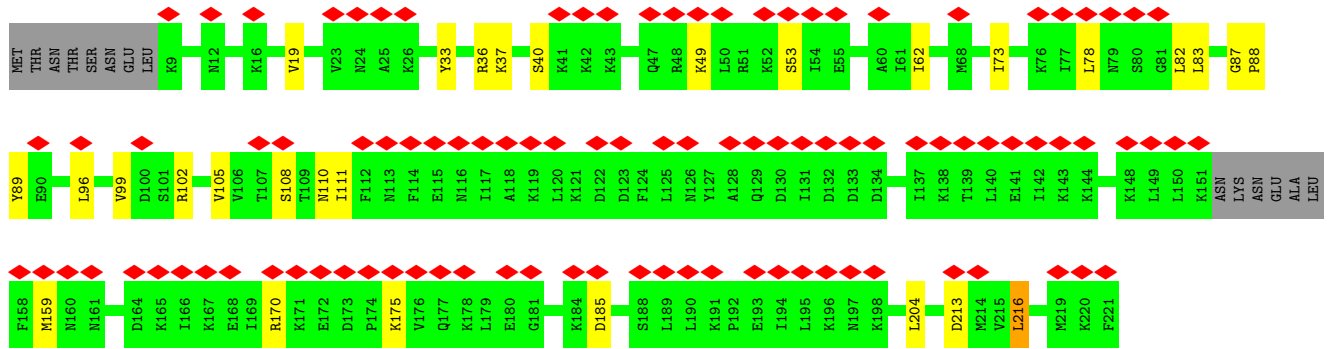 MET THR ASN THR SER ASN GLU LEU K9 N12 K16 V19 V23 N24 A25 K26 Y33 R36 K37 S40 K41 K42 K43 Q47 R48 K49 L50 R51 K52 S53 I54 E55 A60 I61 I62 M68 I73 K76 I77 L78 N79 S80 G81 L82 L83 G87 P88
Y89 E90 L96 V99 D100 S101 R102 V105 V106 T107 S108 T109 N110 I111 F112 N113 F114 E115 N116 I117 A118 K119 L120 K121 D122 D123 F124 L125 N126 Y127 A128 Q129 D130 I131 D132 D133 D134 I137 K138 T139 L140 E141 I142 K143 K144 K148 L149 L150 K151 ASN LYS ASN GLU ALA LEU
F158 M159 N160 N161 D164 K165 I166 K167 E168 I169 R170 K171 E172 D173 P174 K175 V176 Q177 K178 L179 E180 G181 K184 D185 S188 L189 L190 K191 P192 E193 I194 L195 K196 N197 K198 L204 D213 M214 V215 L216 M219 K220 F221